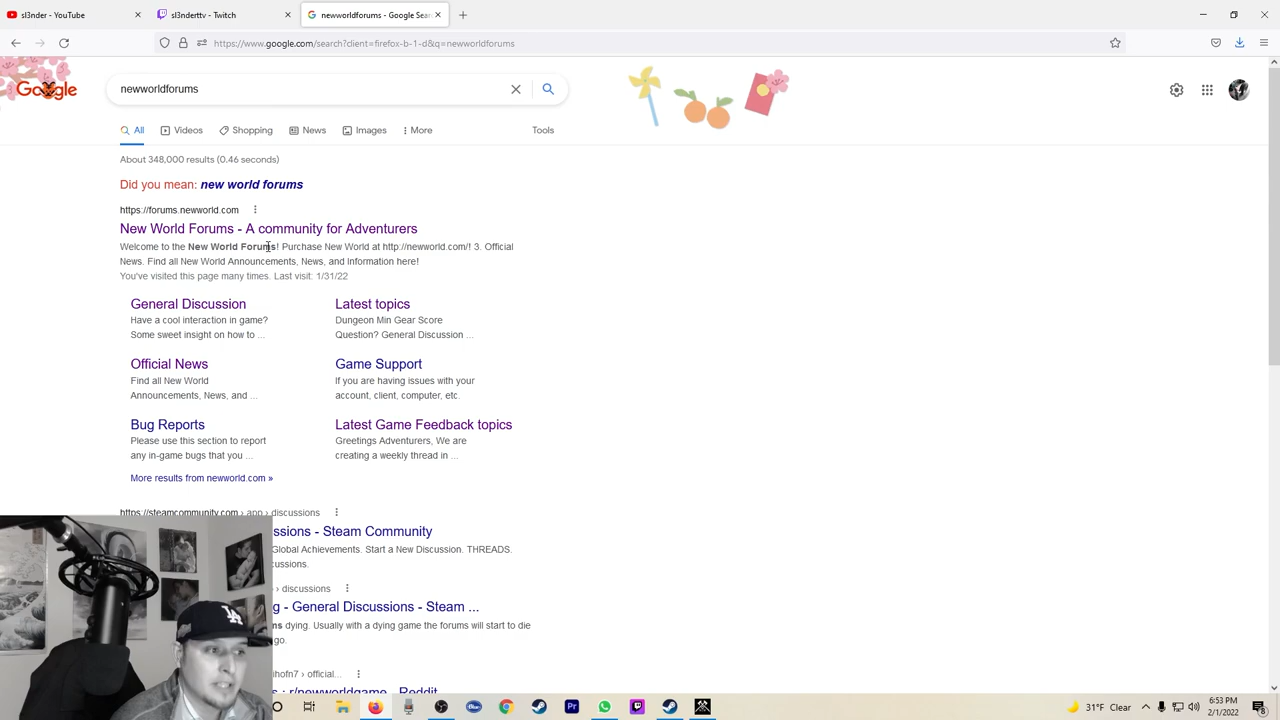 sl3nder - YouTube
sl3nderttv - Twitch
newworldforums - Google Sear
https://www.google.com/search?client=firefox-b-1-d&q=newworldforums
Google
newworldforums
All
Videos
Shopping
News
Images
More
Tools
About 348,000 results (0.46 seconds)
Did you mean: new world forums
https://forums.newworld.com
New World Forums - A community for Adventurers
Welcome to the New World Forums! Purchase New World at http://newworld.com/! 3. Official
News. Find all New World Announcements, News, and Information here!
You've visited this page many times. Last visit: 1/31/22
General Discussion
Have a cool interaction in game?
Some sweet insight on how to ...
Latest topics
Dungeon Min Gear Score
Question? General Discussion ...
Official News
Find all New World
Announcements, News, and ...
Game Support
If you are having issues with your
account, client, computer, etc.
Bug Reports
Please use this section to report
any in-game bugs that you ...
Latest Game Feedback topics
Greetings Adventurers, We are
creating a weekly thread in ...
More results from newworld.com »
https://steamcommunity.com › app › discussions
ssions - Steam Community
Global Achievements. Start a New Discussion. THREADS.
cussions.
› discussions
g - General Discussions - Steam ...
ms dying. Usually with a dying game the forums will start to die
go.
ihofn7 › official...
s : r/newworldgame - Reddit
LA
31°F Clear
6:53 PM
2/1/2022
8